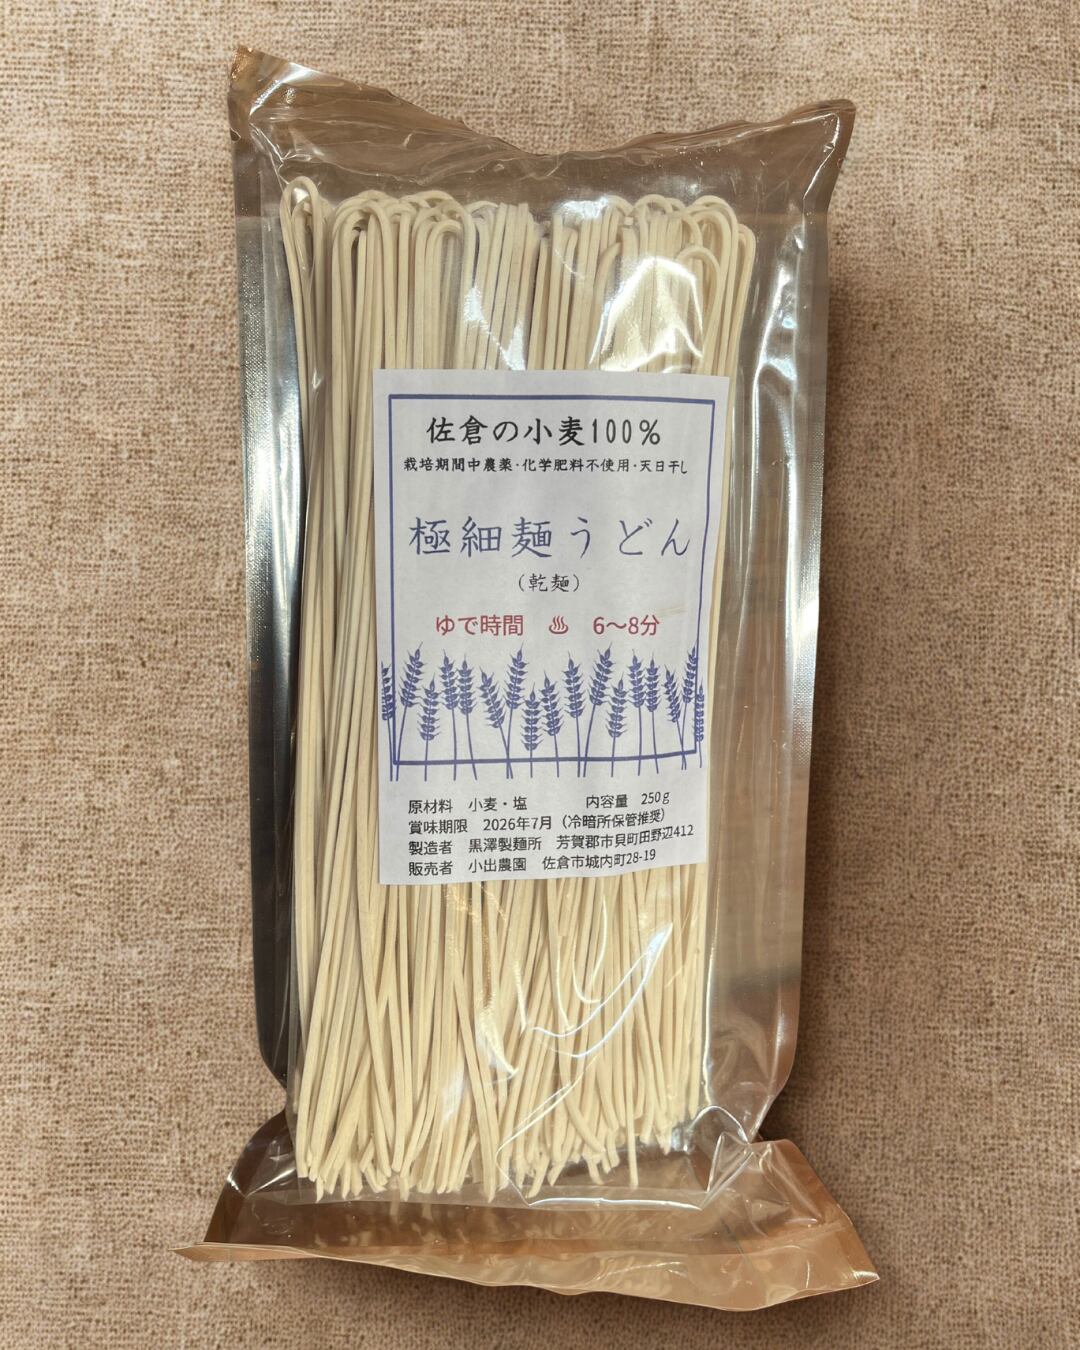 佐倉の小麦100%
栽培期間中農薬・化学肥料不使用・天日干し
極細麺うどん
（乾麺）
ゆで時間 ♨ 6〜8分
原材料 小麦・塩 内容量 250g
賞味期限 2026年7月（冷暗所保管推奨）
製造者 黒澤製麺所 芳賀郡市貝町田野辺412
販売者 小出農園 佐倉市城内町28-19